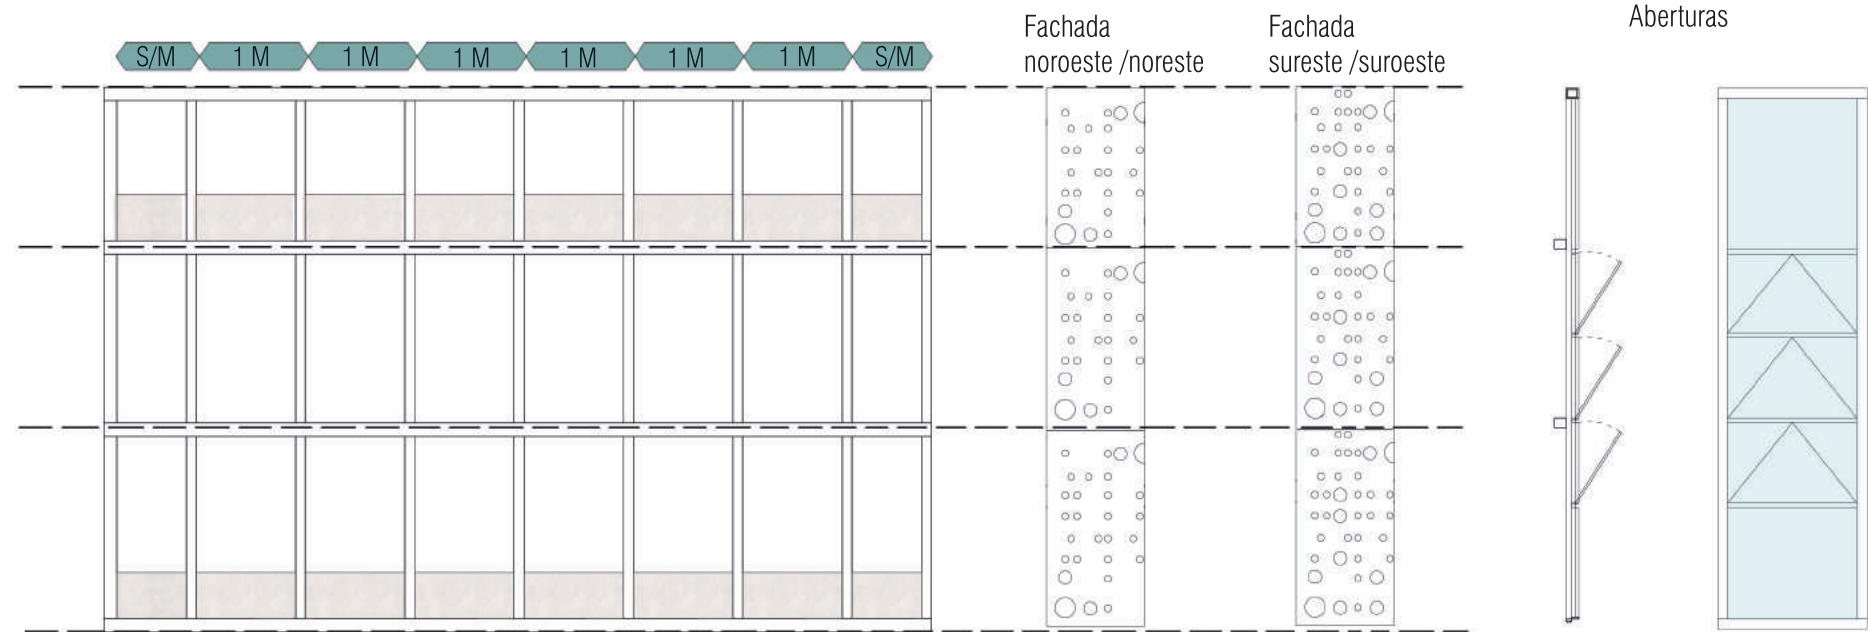 S/M 1 M 1 M 1 M 1 M 1 M 1 M S/M
Fachada
noroeste /noreste
Fachada
sureste /suroeste
Aberturas